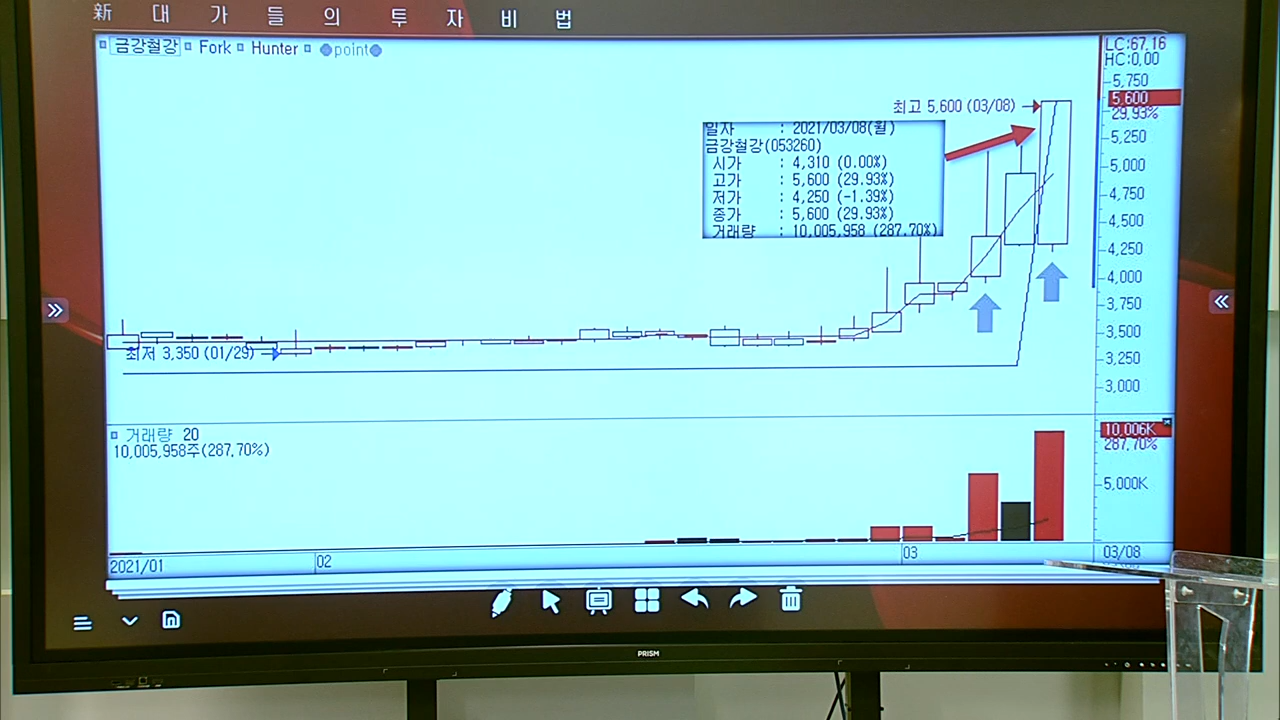 新 대 가 들 의 투 자 비 법
금강철강 Fork Hunter point
LC:67.16
HC:0.00
5,750
5,600
29.93%
5,250
5,000
4,750
4,500
4,250
4,000
3,750
3,500
3,250
3,000
최고 5,600 (03/08)
일자 : 2021/03/08(월)
금강철강(053260)
시가 : 4,310 (0.00%)
고가 : 5,600 (29.93%)
저가 : 4,250 (-1.39%)
종가 : 5,600 (29.93%)
거래량 : 10,005,958 (287.70%)
최저 3,350 (01/29)
거래량 20
10,005,958주(287.70%)
10,006K
287.70%
5,000K
2021/01 02 03 03/08
PRISM